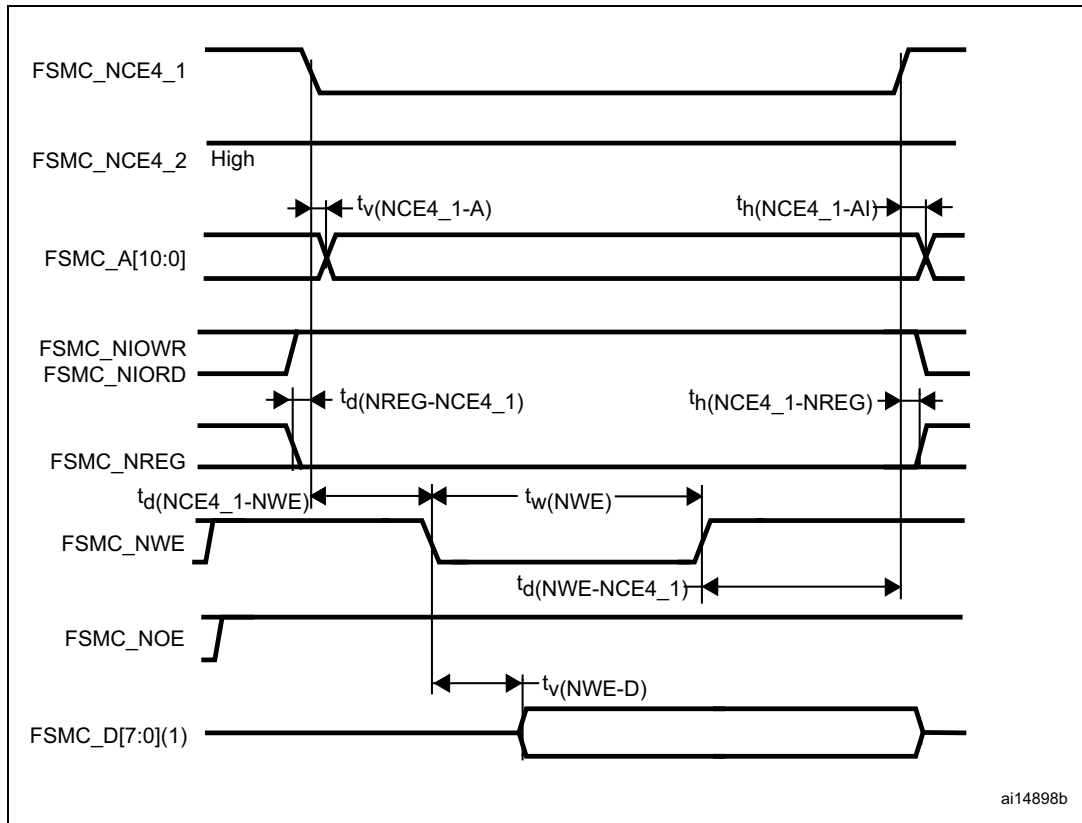 FSMC_NCE4_1
FSMC_NCE4_2 High
tv(NCE4_1-A) th(NCE4_1-AI)
FSMC_A[10:0]
FSMC_NIOWR
FSMC_NIORD
td(NREG-NCE4_1) th(NCE4_1-NREG)
FSMC_NREG
td(NCE4_1-NWE) tw(NWE)
FSMC_NWE
td(NWE-NCE4_1)
FSMC_NOE
tv(NWE-D)
FSMC_D[7:0](1)
ai14898b